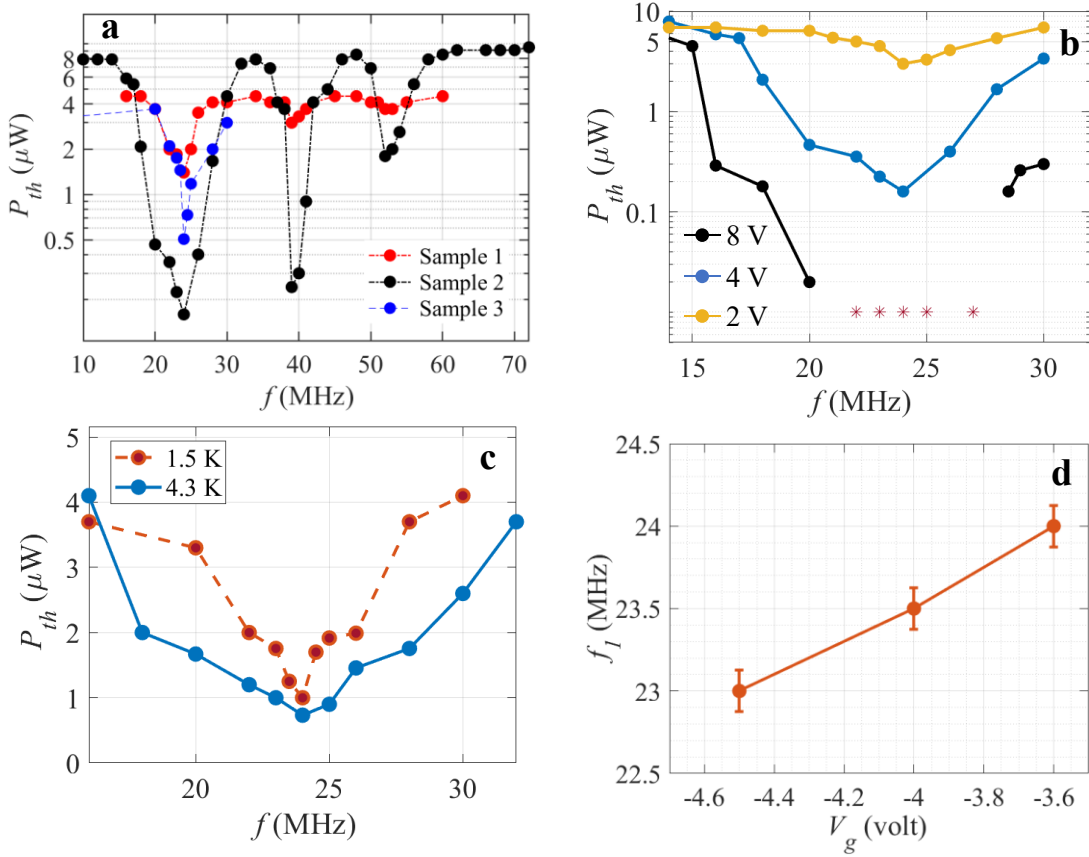 a
8
4
2
1
0.5
P_th (μW)
10 20 30 40 50 60 70
f (MHz)
Sample 1
Sample 2
Sample 3
b
10
5
1
0.1
P_th (μW)
15 20 25 30
f (MHz)
8 V
4 V
2 V
c
5
4
3
2
1
0
P_th (μW)
20 25 30
f (MHz)
1.5 K
4.3 K
d
24.5
24
23.5
23
22.5
f_1 (MHz)
-4.6 -4.4 -4.2 -4 -3.8 -3.6
V_g (volt)